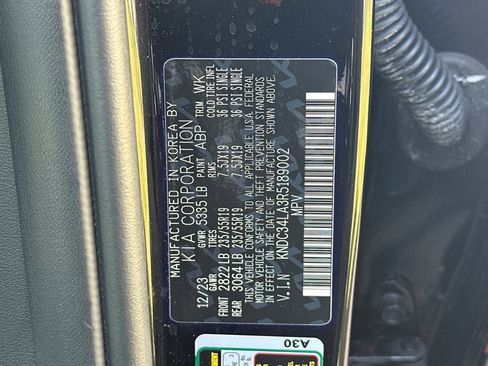 MANUFACTURED IN KOREA BY
KIA CORPORATION
12/23 GVWR 5335 LB PAINT ABP TRIM WK
GAWR TIRES RIMS COLD TIRE INFL
FRONT 2822 LB 235/55R19 7.5JX19 36 PSI SINGLE
REAR 3064 LB 235/55R19 7.5JX19 36 PSI SINGLE
THIS VEHICLE CONFORMS TO ALL APPLICABLE U.S.A. FEDERAL
MOTOR VEHICLE SAFETY AND THEFT PREVENTION STANDARDS
IN EFFECT ON THE DATE OF MANUFACTURE SHOWN ABOVE.
V.I.N KNDC34LA3R5189002
MPV
A30